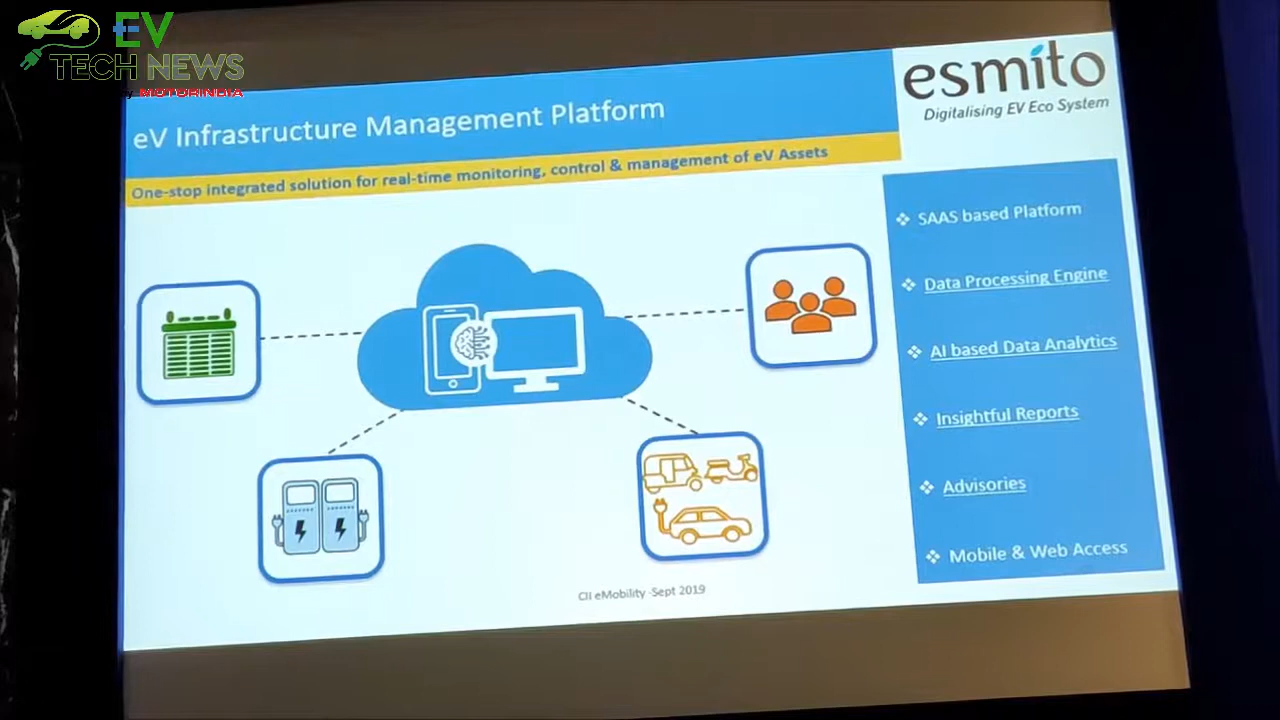 EV
TECH NEWS
by MOTORINDIA
eV Infrastructure Management Platform
esmito
Digitalising EV Eco System
One-stop integrated solution for real-time monitoring, control & management of eV Assets
SAAS based Platform
Data Processing Engine
AI based Data Analytics
Insightful Reports
Advisories
Mobile & Web Access
CII eMobility -Sept 2019